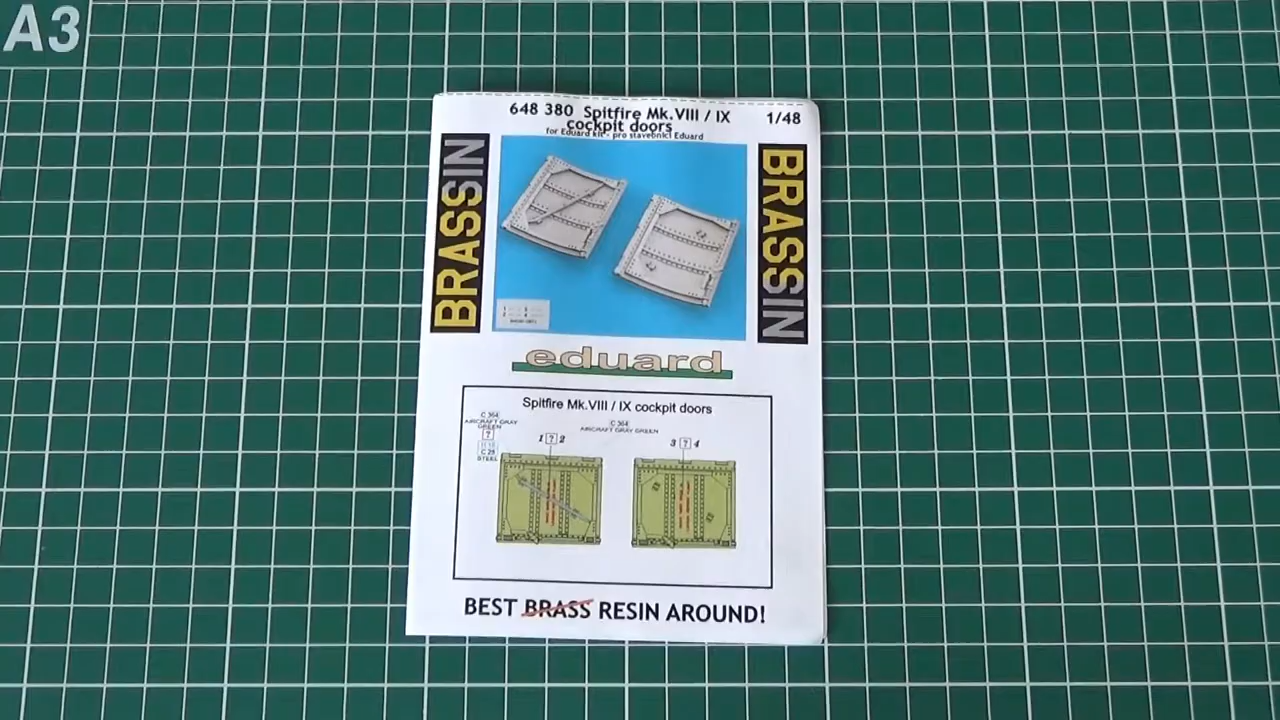 A3
648 380 Spitfire Mk.VIII / IX 1/48
cockpit doors
for Eduard kit - pro stavebnici Eduard
BRASSIN
BRASSIN
eduard
Spitfire Mk.VIII / IX cockpit doors
C 364
AIRCRAFT GRAY
GREEN
?
C 28
STEEL
C 364
AIRCRAFT GRAY GREEN
1 ? 2
3 ? 4
BEST BRASS RESIN AROUND!